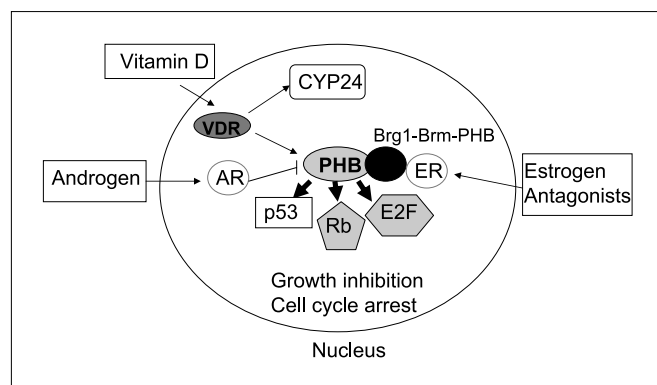 Vitamin D
CYP24
VDR
Brg1-Brm-PHB
PHB
ER
AR
Androgen
Estrogen
Antagonists
p53
Rb
E2F
Growth inhibition
Cell cycle arrest
Nucleus